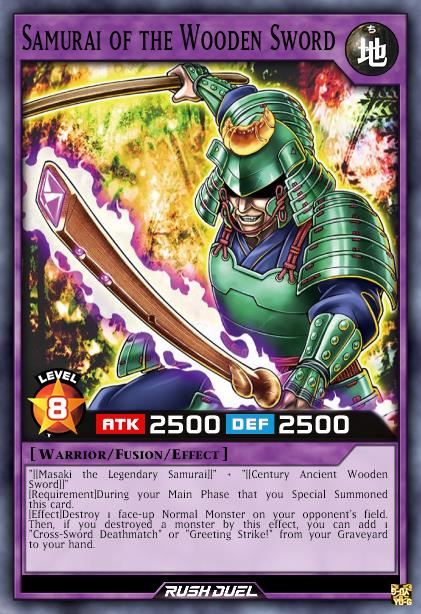 Samurai of the Wooden Sword
ち
地
LEVEL
8
ATK 2500 DEF 2500
[ Warrior/Fusion/Effect ]
"[[Masaki the Legendary Samurai]]" + "[[Century Ancient Wooden
Sword]]"
[Requirement]During your Main Phase that you Special Summoned
this card.
[Effect]Destroy 1 face-up Normal Monster on your opponent's field.
Then, if you destroyed a monster by this effect, you can add 1
"Cross-Sword Deathmatch" or "Greeting Strike!" from your Graveyard
to your hand.
RUSH DUEL